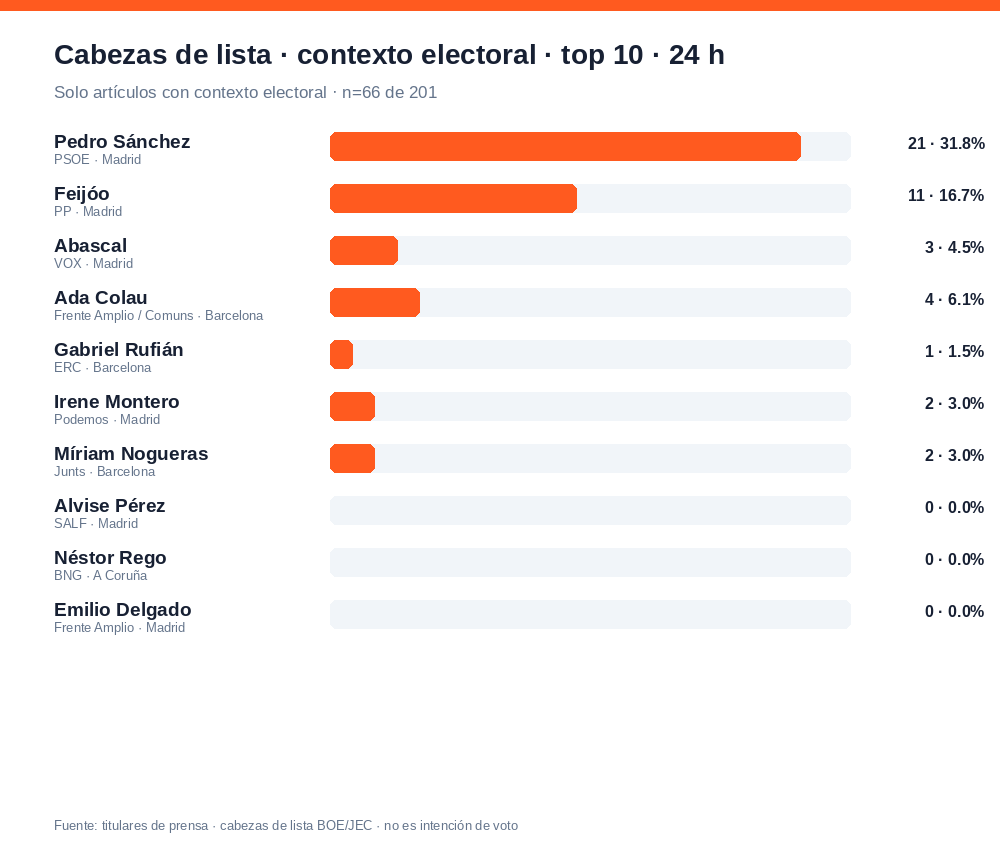 Cabezas de lista · contexto electoral · top 10 · 24 h
Solo artículos con contexto electoral · n=66 de 201
Pedro Sánchez
PSOE · Madrid
21 · 31.8%
Feijóo
PP · Madrid
11 · 16.7%
Abascal
VOX · Madrid
3 · 4.5%
Ada Colau
Frente Amplio / Comuns · Barcelona
4 · 6.1%
Gabriel Rufián
ERC · Barcelona
1 · 1.5%
Irene Montero
Podemos · Madrid
2 · 3.0%
Míriam Nogueras
Junts · Barcelona
2 · 3.0%
Alvise Pérez
SALF · Madrid
0 · 0.0%
Néstor Rego
BNG · A Coruña
0 · 0.0%
Emilio Delgado
Frente Amplio · Madrid
0 · 0.0%
Fuente: titulares de prensa · cabezas de lista BOE/JEC · no es intención de voto